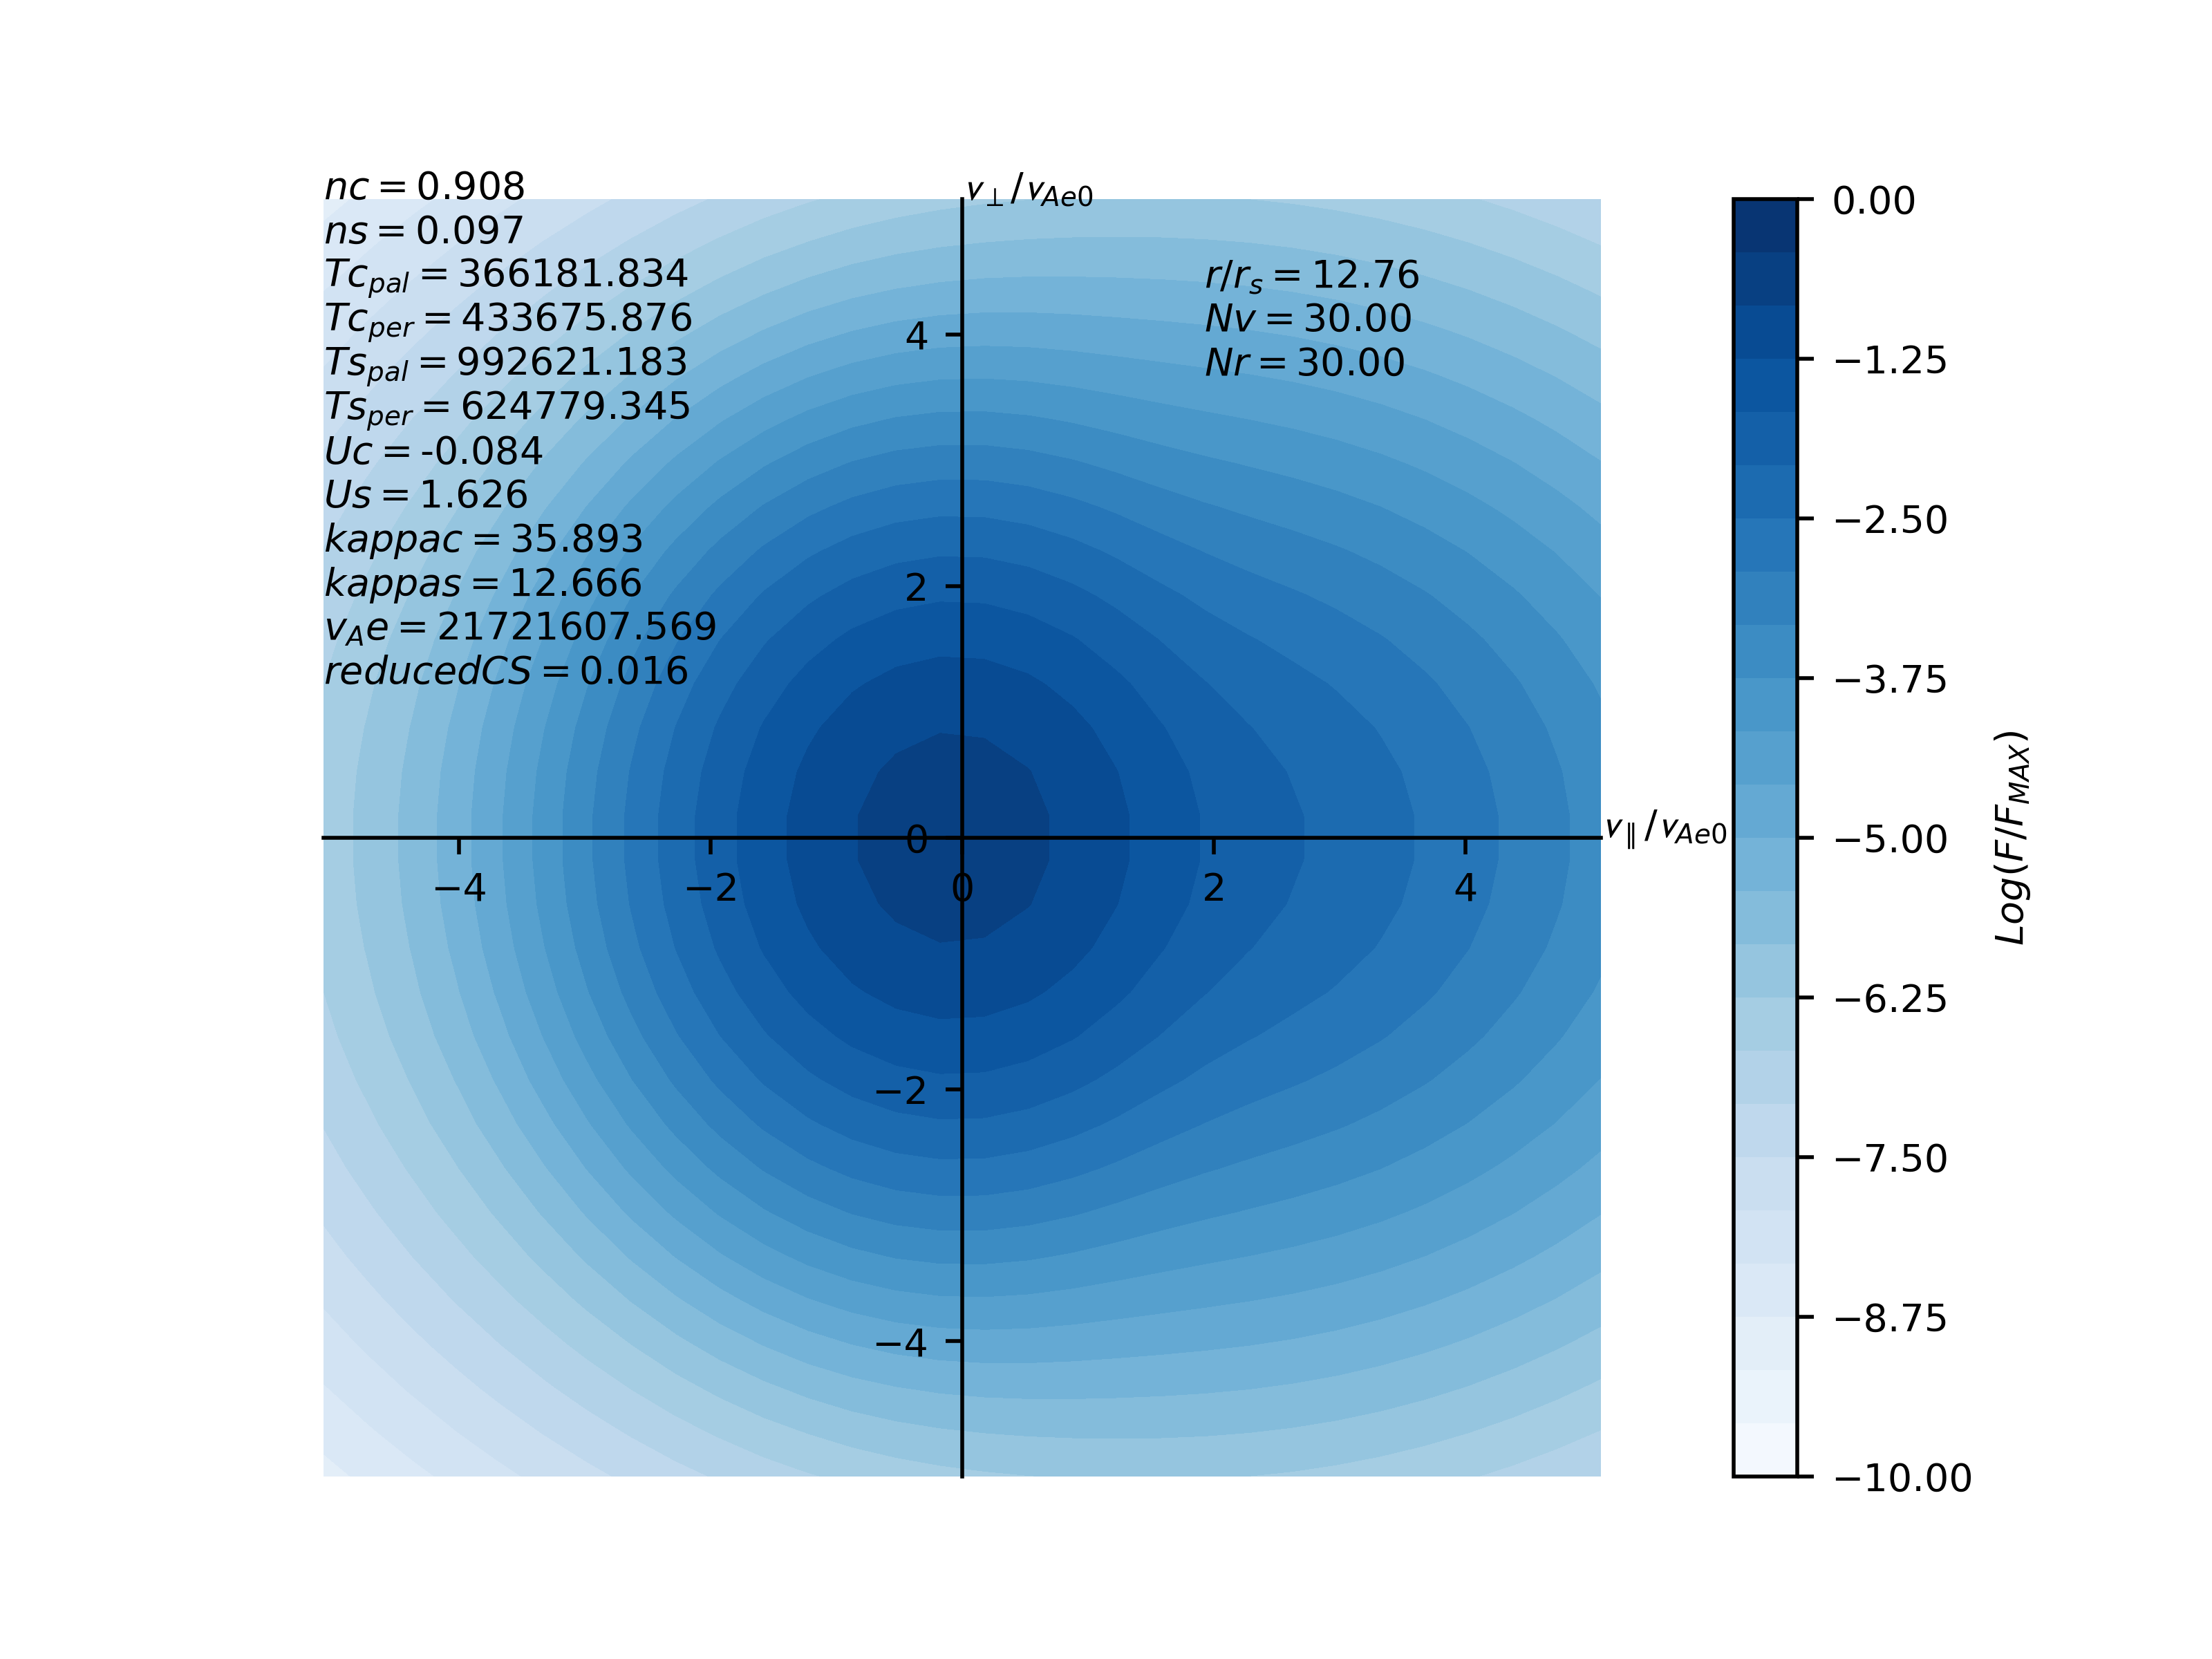 nc = 0.908
ns = 0.097
Tc_pal = 366181.834
Tc_per = 433675.876
Ts_pal = 992621.183
Ts_per = 624779.345
Uc = -0.084
Us = 1.626
kappac = 35.893
kappas = 12.666
v_Ae = 21721607.569
reducedCS = 0.016
v_⊥/v_Ae0
r/r_s = 12.76
Nv = 30.00
Nr = 30.00
4
2
0
−2
−4
−4 −2 0 2 4
v_∥/v_Ae0
0.00
−1.25
−2.50
−3.75
−5.00
−6.25
−7.50
−8.75
−10.00
Log(F/F_MAX)